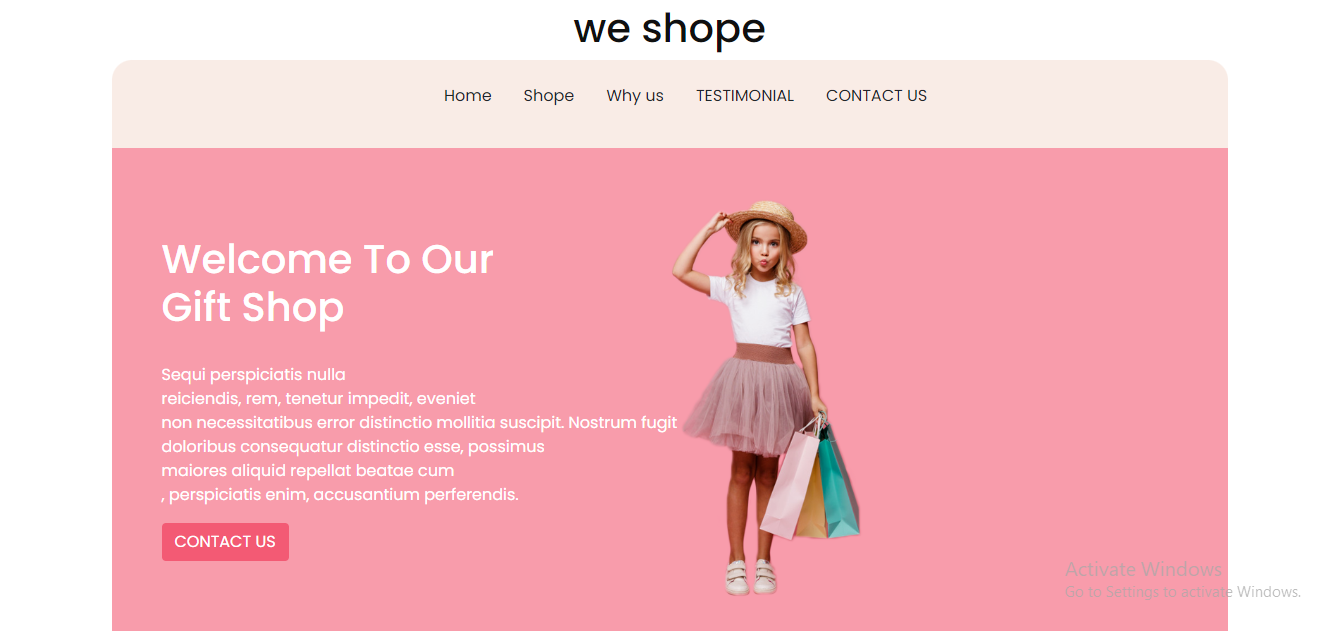 we shope
Home Shope Why us TESTIMONIAL CONTACT US
Welcome To Our
Gift Shop
Sequi perspiciatis nulla
reiciendis, rem, tenetur impedit, eveniet
non necessitatibus error distinctio mollitia suscipit. Nostrum fugit
doloribus consequatur distinctio esse, possimus
maiores aliquid repellat beatae cum
, perspiciatis enim, accusantium perferendis.
CONTACT US
Activate Windows
Go to Settings to activate Windows.